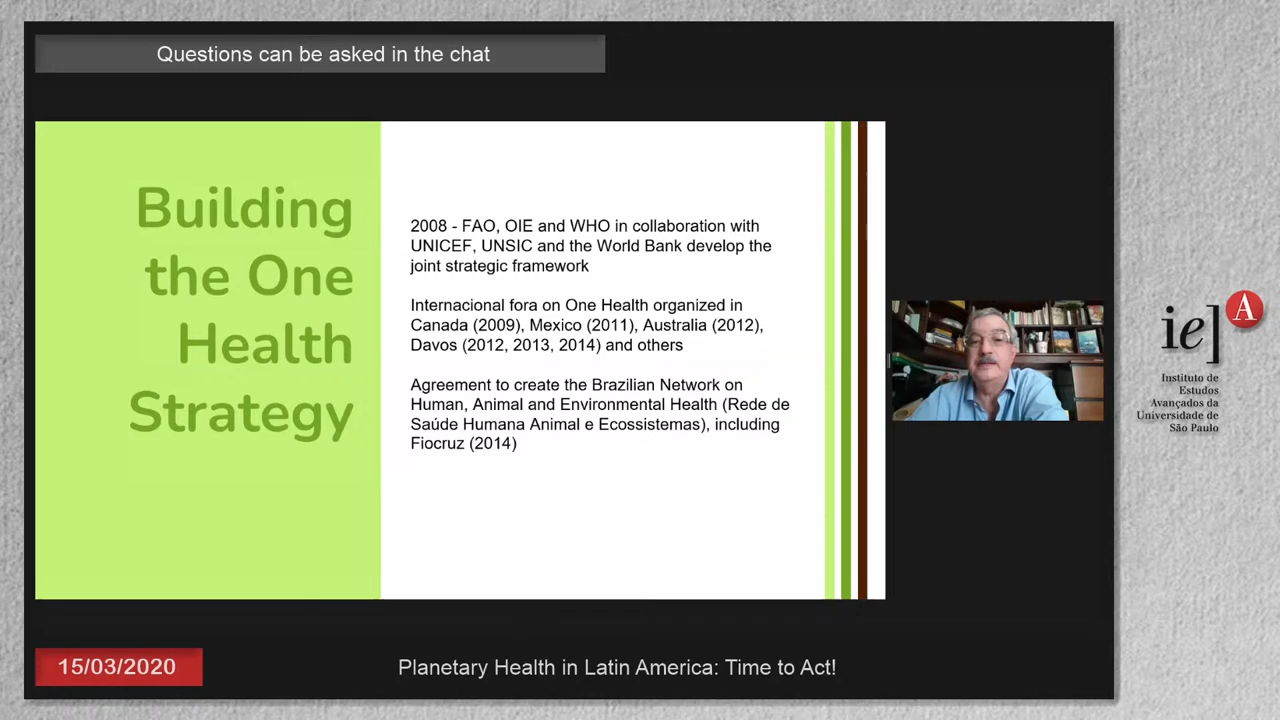 Questions can be asked in the chat
Building
the One
Health
Strategy
2008 - FAO, OIE and WHO in collaboration with
UNICEF, UNSIC and the World Bank develop the
joint strategic framework
Internacional fora on One Health organized in
Canada (2009), Mexico (2011), Australia (2012),
Davos (2012, 2013, 2014) and others
Agreement to create the Brazilian Network on
Human, Animal and Environmental Health (Rede de
Saúde Humana Animal e Ecossistemas), including
Fiocruz (2014)
iea
Instituto de
Estudos
Avançados da
Universidade de
São Paulo
15/03/2020
Planetary Health in Latin America: Time to Act!